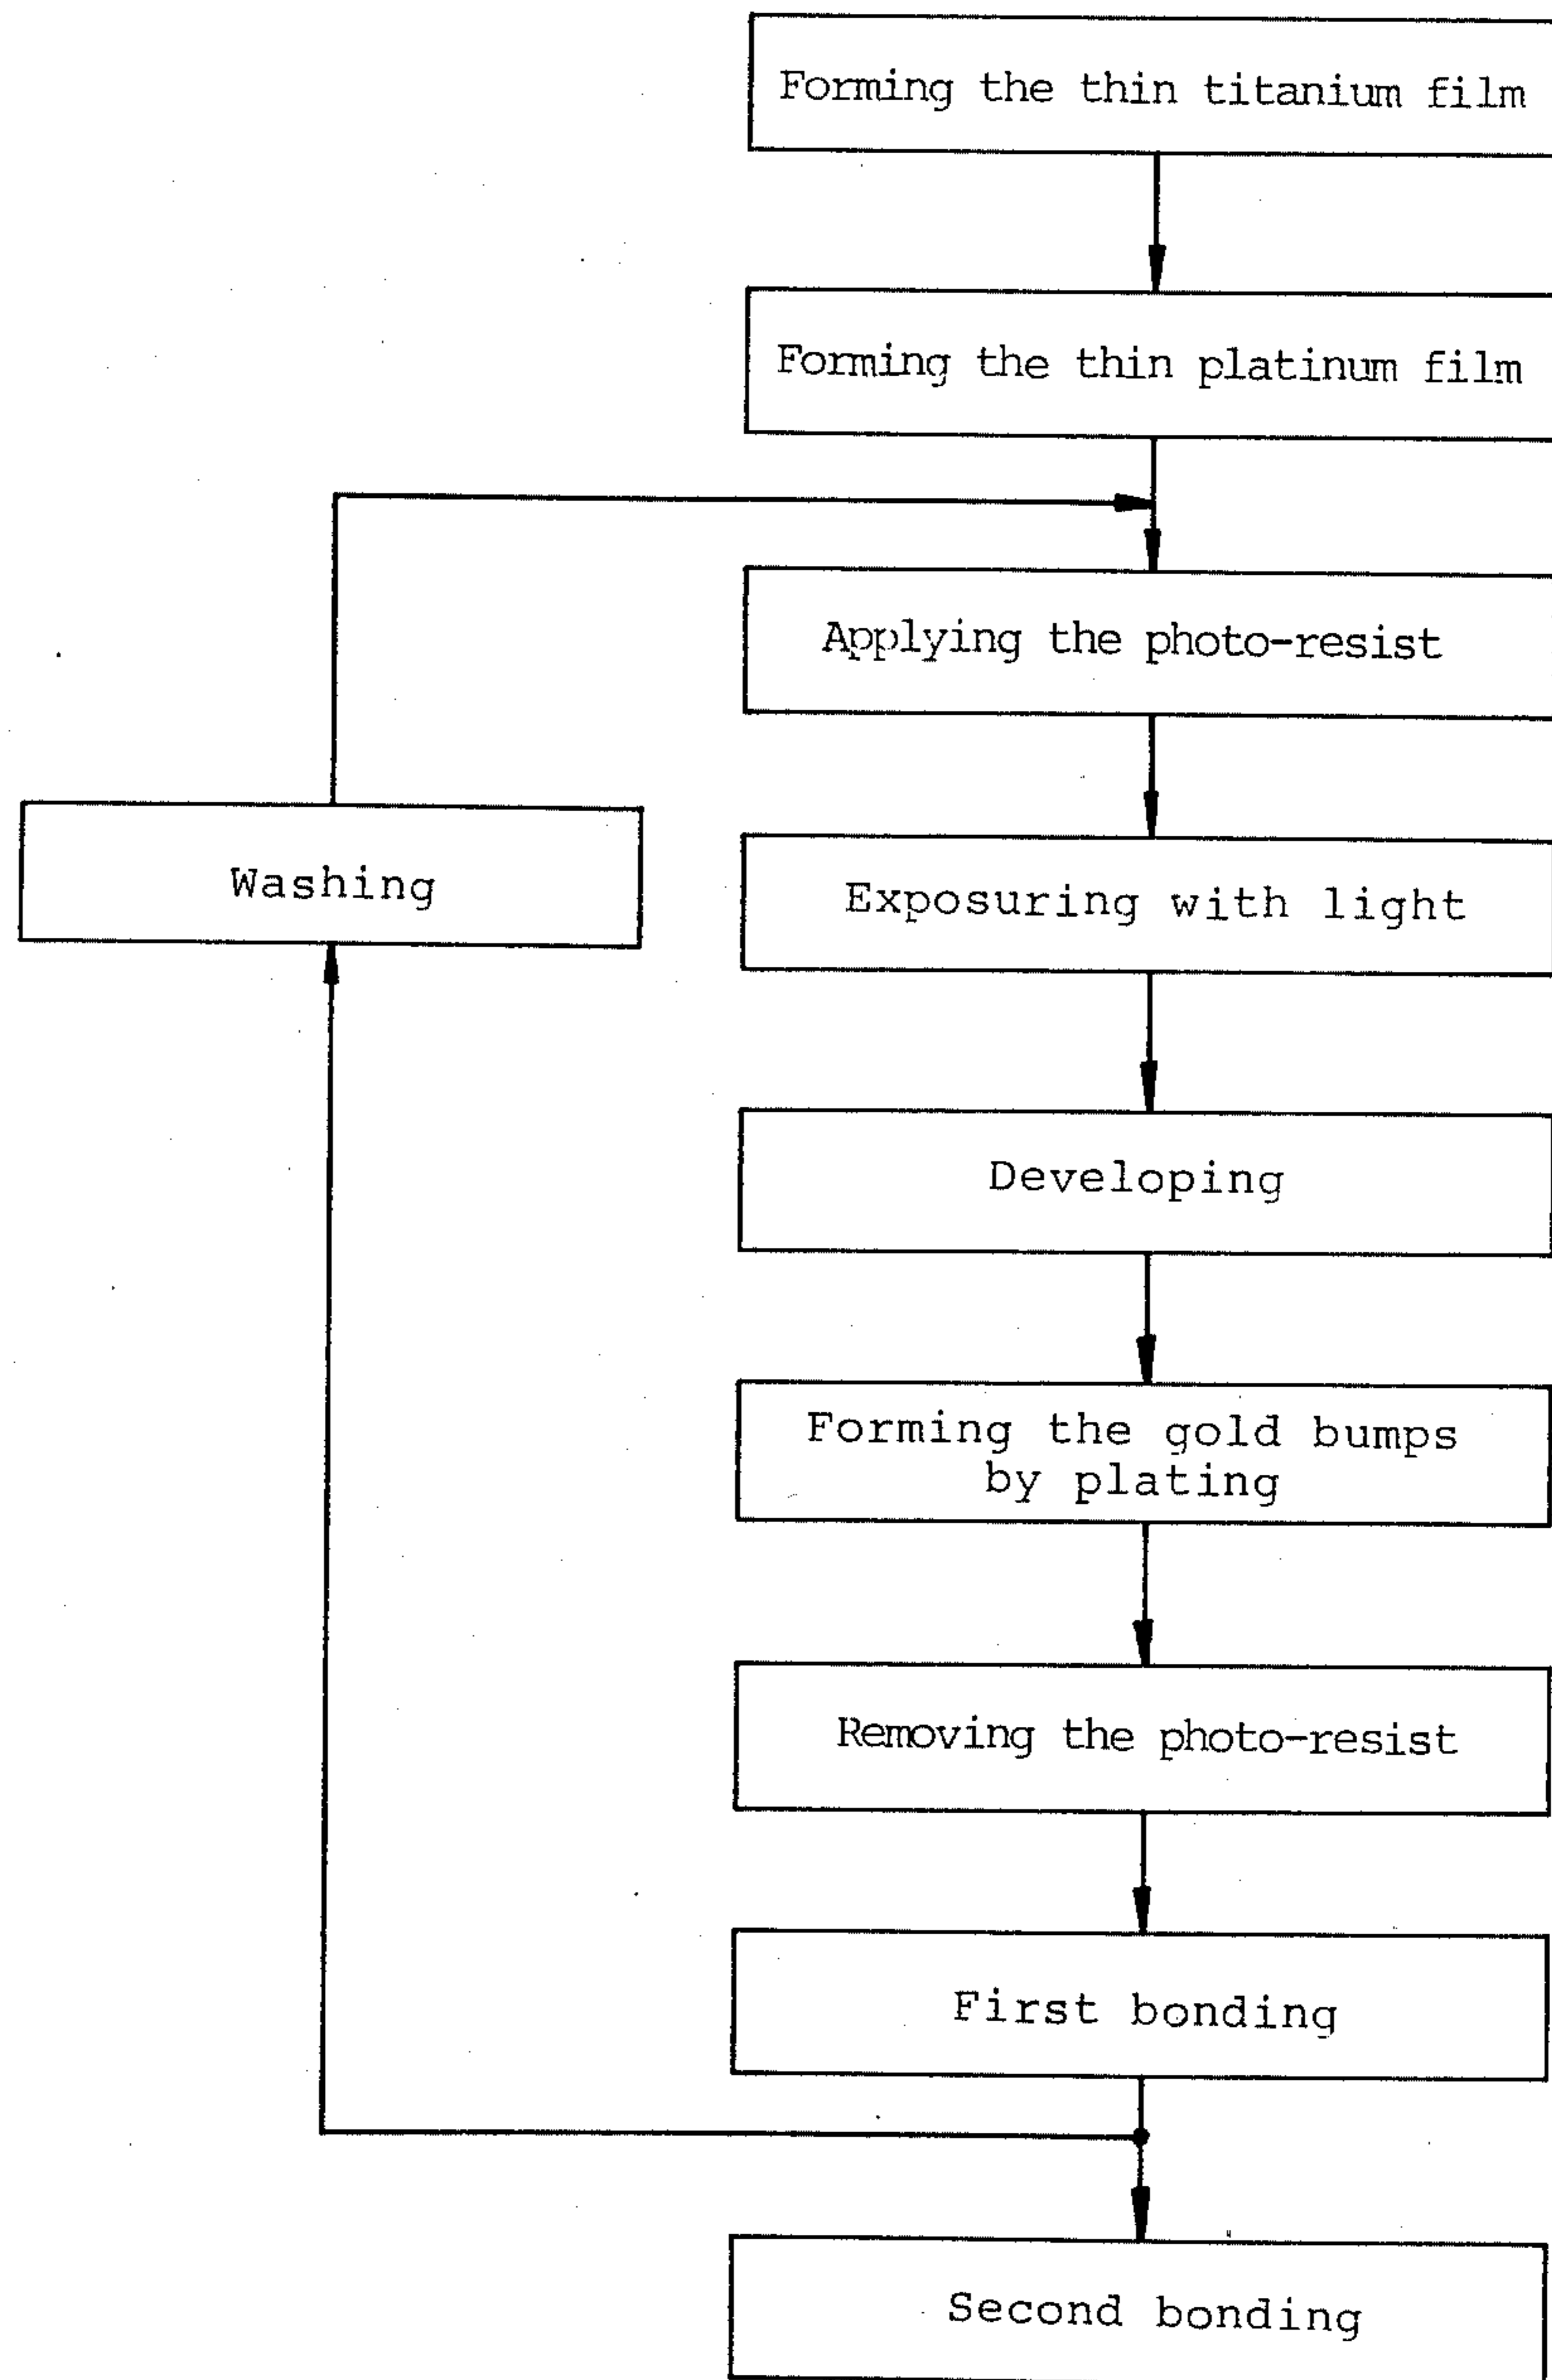 Forming the thin titanium film
Forming the thin platinum film
Applying the photo-resist
Washing
Exposuring with light
Developing
Forming the gold bumps
by plating
Removing the photo-resist
First bonding
Second bonding